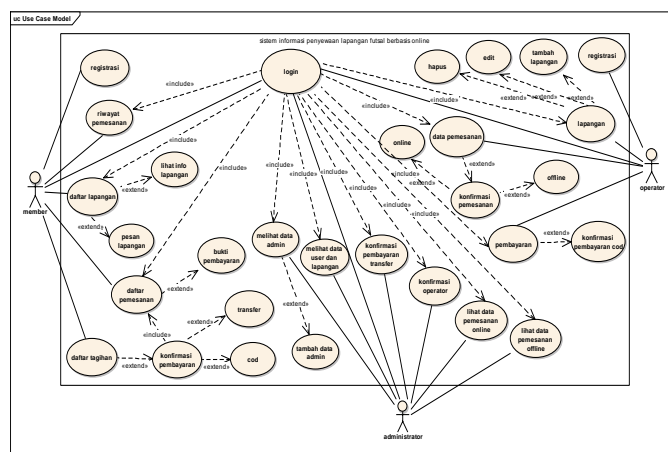 uc Use Case Model
sistem informasi penyewaan lapangan futsal berbasis online
registrasi
login
hapus
edit
tambah
lapangan
registrasi
«include»
«include»
«extend»
«extend»
«extend»
riwayat
pemesanan
data pemesanan
lapangan
«include»
«include»
«include»
«include»
«include»
online
«extend»
lihat info
lapangan
daftar lapangan
«extend»
«include»
«include»
«extend»
konfirmasi
pemesanan
«extend»
offline
member
operator
«extend»
pesan
lapangan
«include»
«include»
melihat data
admin
melihat data
user dan
lapangan
konfirmasi
pembayaran
transfer
pembayaran
«extend»
konfirmasi
pembayaran cod
bukti
pembayaran
daftar
pemesanan
«extend»
konfirmasi
operator
transfer
«extend»
«extend»
lihat data
pemesanan
online
lihat data
pemesanan
offline
«include»
daftar tagihan
«extend»
konfirmasi
pembayaran
«extend»
cod
tambah data
admin
administrator